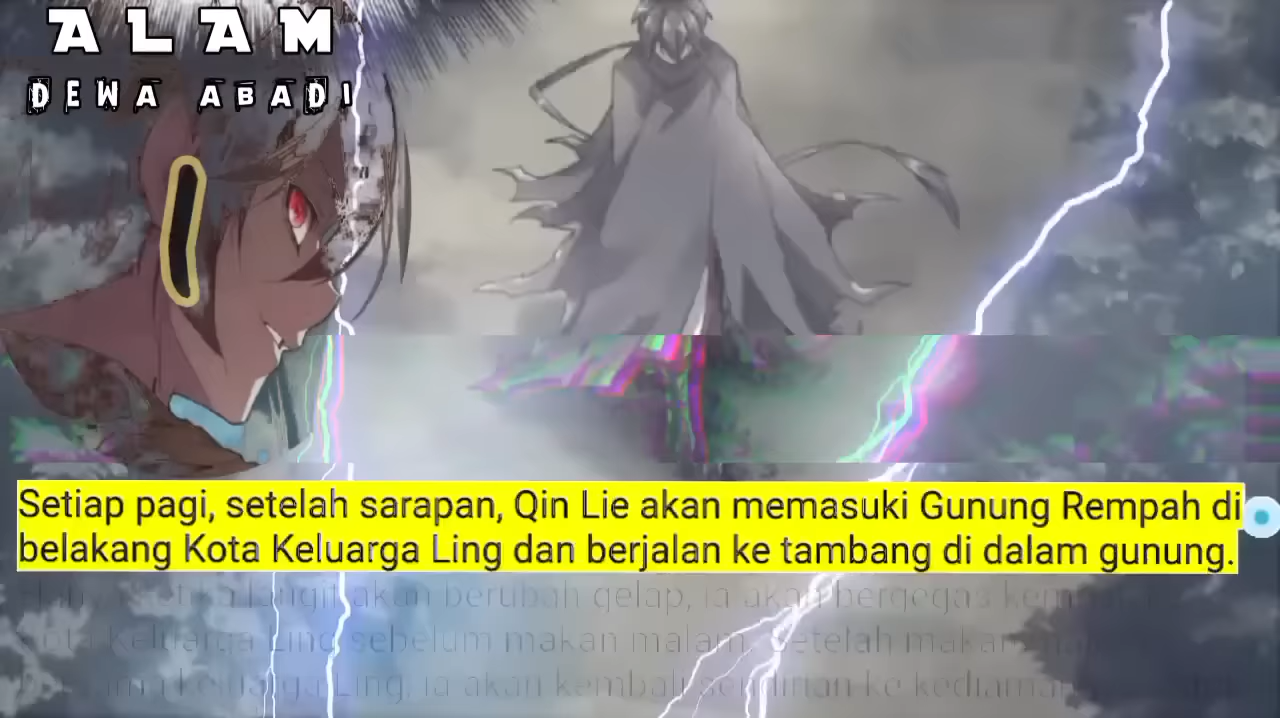 ALAM
DEWA ABADI
Setiap pagi, setelah sarapan, Qin Lie akan memasuki Gunung Rempah di
belakang Kota Keluarga Ling dan berjalan ke tambang di dalam gunung.
ketika langit akan berubah gelap, ia akan bergegas
Kota Keluarga Ling sebelum makan malam. Setelah makan
keluarga Ling, ia akan kembali sendirian ke